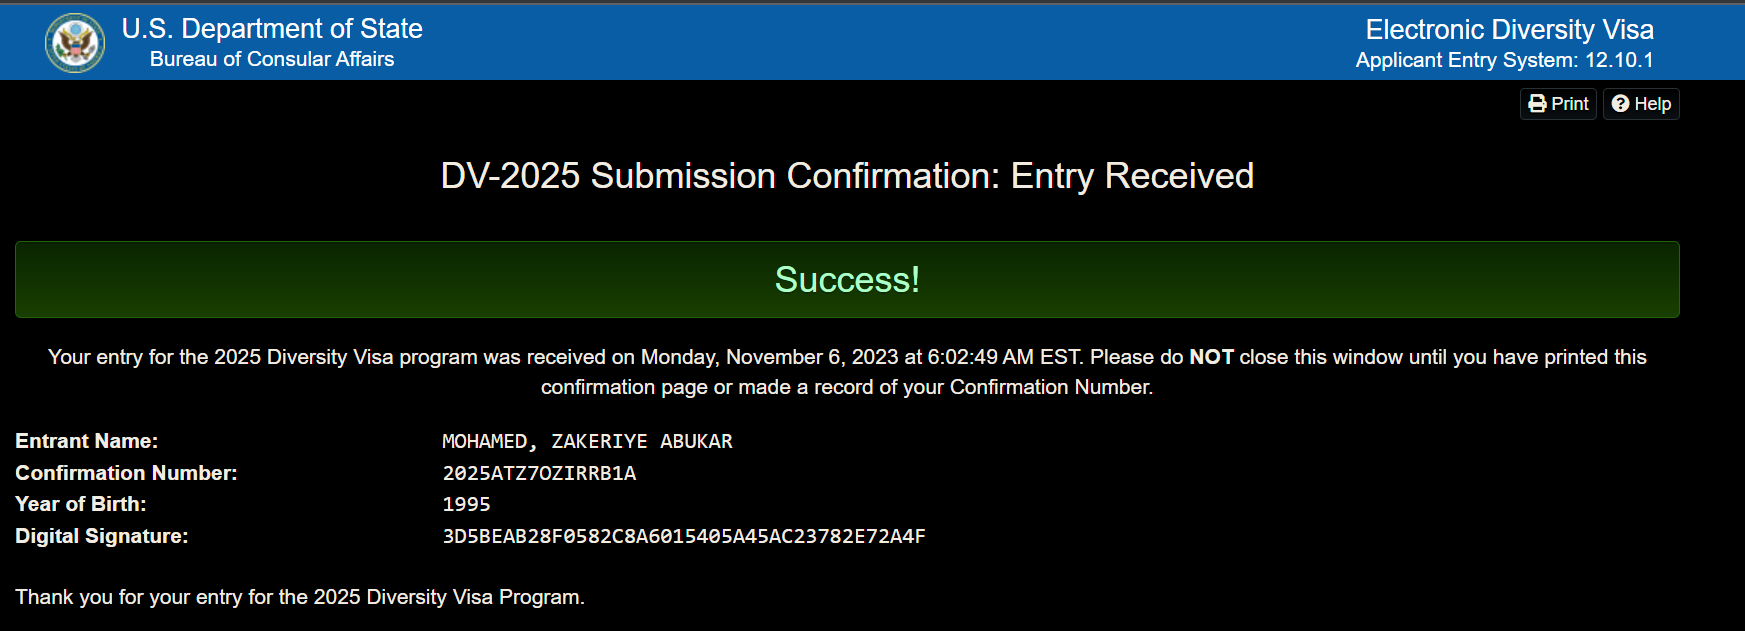 U.S. Department of State
Bureau of Consular Affairs
Electronic Diversity Visa
Applicant Entry System: 12.10.1
Print
Help
DV-2025 Submission Confirmation: Entry Received
Success!
Your entry for the 2025 Diversity Visa program was received on Monday, November 6, 2023 at 6:02:49 AM EST. Please do NOT close this window until you have printed this
confirmation page or made a record of your Confirmation Number.
Entrant Name: MOHAMED, ZAKERIYE ABUKAR
Confirmation Number: 2025ATZ7OZIRRB1A
Year of Birth: 1995
Digital Signature: 3D5BEAB28F0582C8A6015405A45AC23782E72A4F
Thank you for your entry for the 2025 Diversity Visa Program.